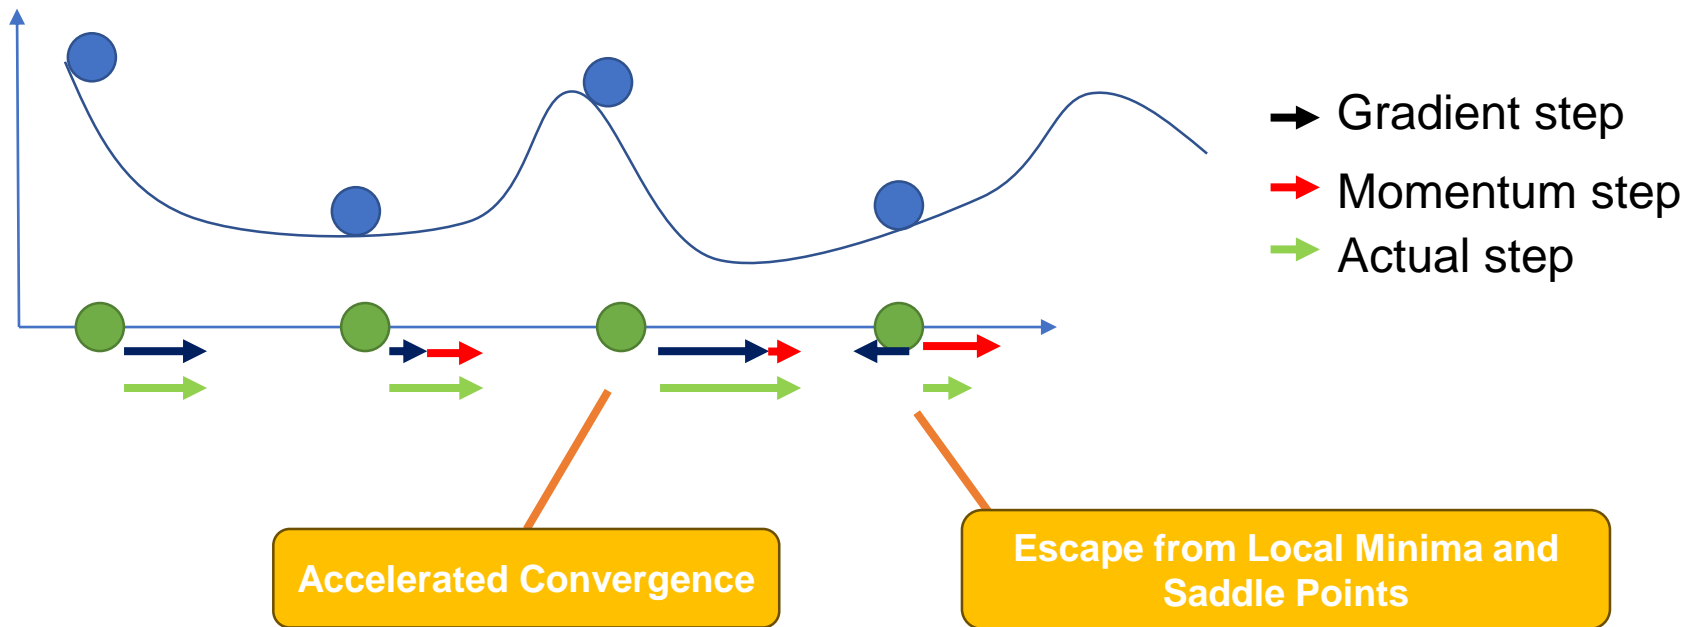 Gradient step
Momentum step
Actual step
Accelerated Convergence
Escape from Local Minima and
Saddle Points